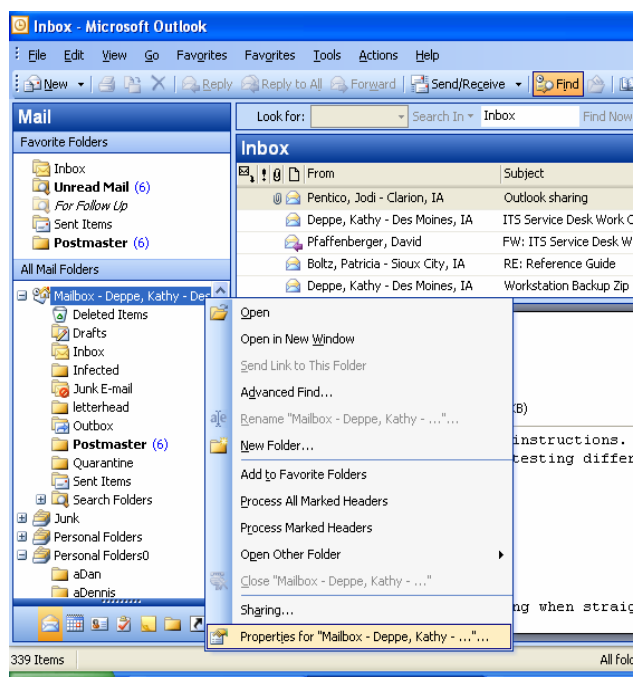 Inbox - Microsoft Outlook
File Edit View Go Favorites Favorites Tools Actions Help
New Reply Reply to All Forward Send/Receive Find
Mail
Look for: Search In Inbox Find Now
Favorite Folders
Inbox
Unread Mail (6)
For Follow Up
Sent Items
Postmaster (6)
All Mail Folders
Mailbox - Deppe, Kathy - Des
Deleted Items
Drafts
Inbox
Infected
Junk E-mail
letterhead
Outbox
Postmaster (6)
Quarantine
Sent Items
Search Folders
Junk
Personal Folders
Personal Folders0
aDan
aDennis
Inbox
From Subject
Pentico, Jodi - Clarion, IA Outlook sharing
Deppe, Kathy - Des Moines, IA ITS Service Desk Work
Pfaffenberger, David FW: ITS Service Desk W
Boltz, Patricia - Sioux City, IA RE: Reference Guide
Deppe, Kathy - Des Moines, IA Workstation Backup Zip
Open
Open in New Window
Send Link to This Folder
Advanced Find...
Rename "Mailbox - Deppe, Kathy - ..."...
New Folder...
Add to Favorite Folders
Process All Marked Headers
Process Marked Headers
Open Other Folder
Close "Mailbox - Deppe, Kathy - ..."
Sharing...
Properties for "Mailbox - Deppe, Kathy - ..."...
KB)
instructions.
testing differ
ng when straig
339 Items All fol